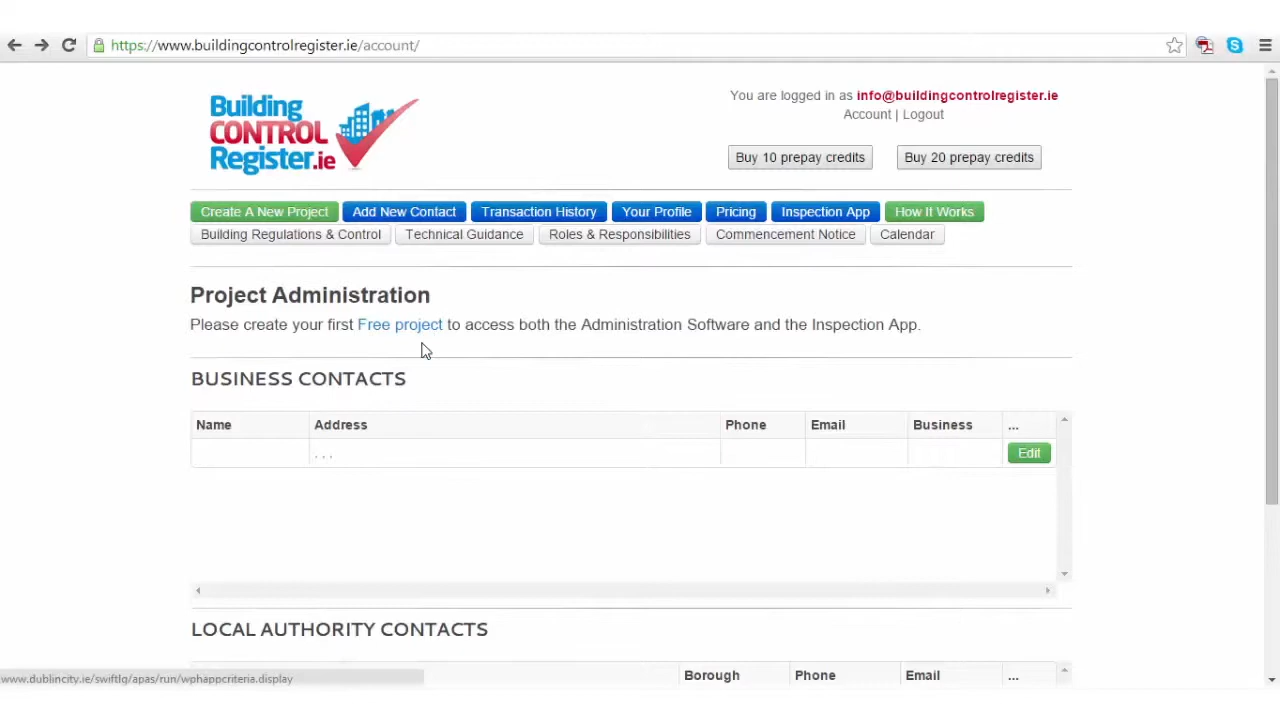 https://www.buildingcontrolregister.ie/account/
Building
CONTROL
Register.ie
You are logged in as info@buildingcontrolregister.ie
Account | Logout
Buy 10 prepay credits Buy 20 prepay credits
Create A New Project Add New Contact Transaction History Your Profile Pricing Inspection App How It Works
Building Regulations & Control Technical Guidance Roles & Responsibilities Commencement Notice Calendar
Project Administration
Please create your first Free project to access both the Administration Software and the Inspection App.
BUSINESS CONTACTS
Name Address Phone Email Business ...
. . . Edit
LOCAL AUTHORITY CONTACTS
Borough Phone Email ...
www.dublincity.ie/swiftlg/apas/run/wphappcriteria.display